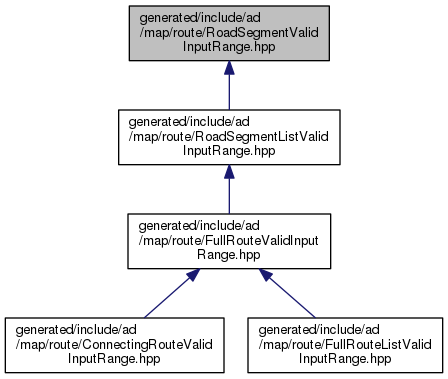 generated/include/ad
/map/route/RoadSegmentValid
InputRange.hpp
generated/include/ad
/map/route/RoadSegmentListValid
InputRange.hpp
generated/include/ad
/map/route/FullRouteValidInput
Range.hpp
generated/include/ad
/map/route/ConnectingRouteValid
InputRange.hpp
generated/include/ad
/map/route/FullRouteListValid
InputRange.hpp